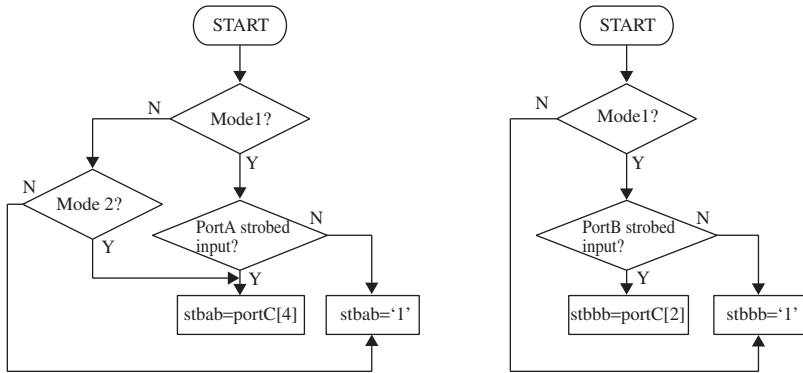 START
Mode1?
N
Y
Mode 2?
N
Y
PortA strobed
input?
N
Y
stbab=portC[4]
stbab=‘1’
START
Mode1?
N
Y
PortB strobed
input?
N
Y
stbbb=portC[2]
stbbb=‘1’